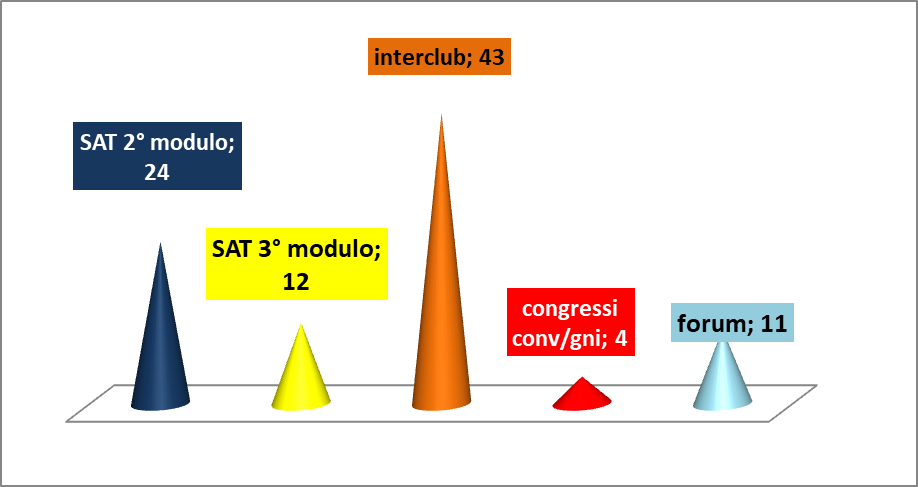 SAT 2° modulo;
24
SAT 3° modulo;
12
interclub; 43
congressi
conv/gni; 4
forum; 11